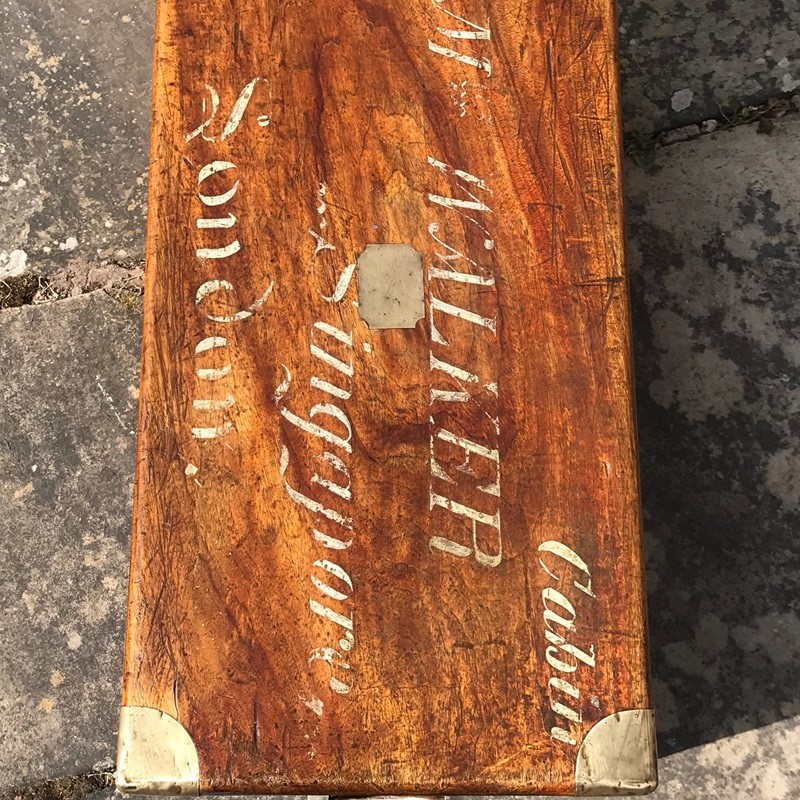 Cabin
WALKER
Singapore
London.